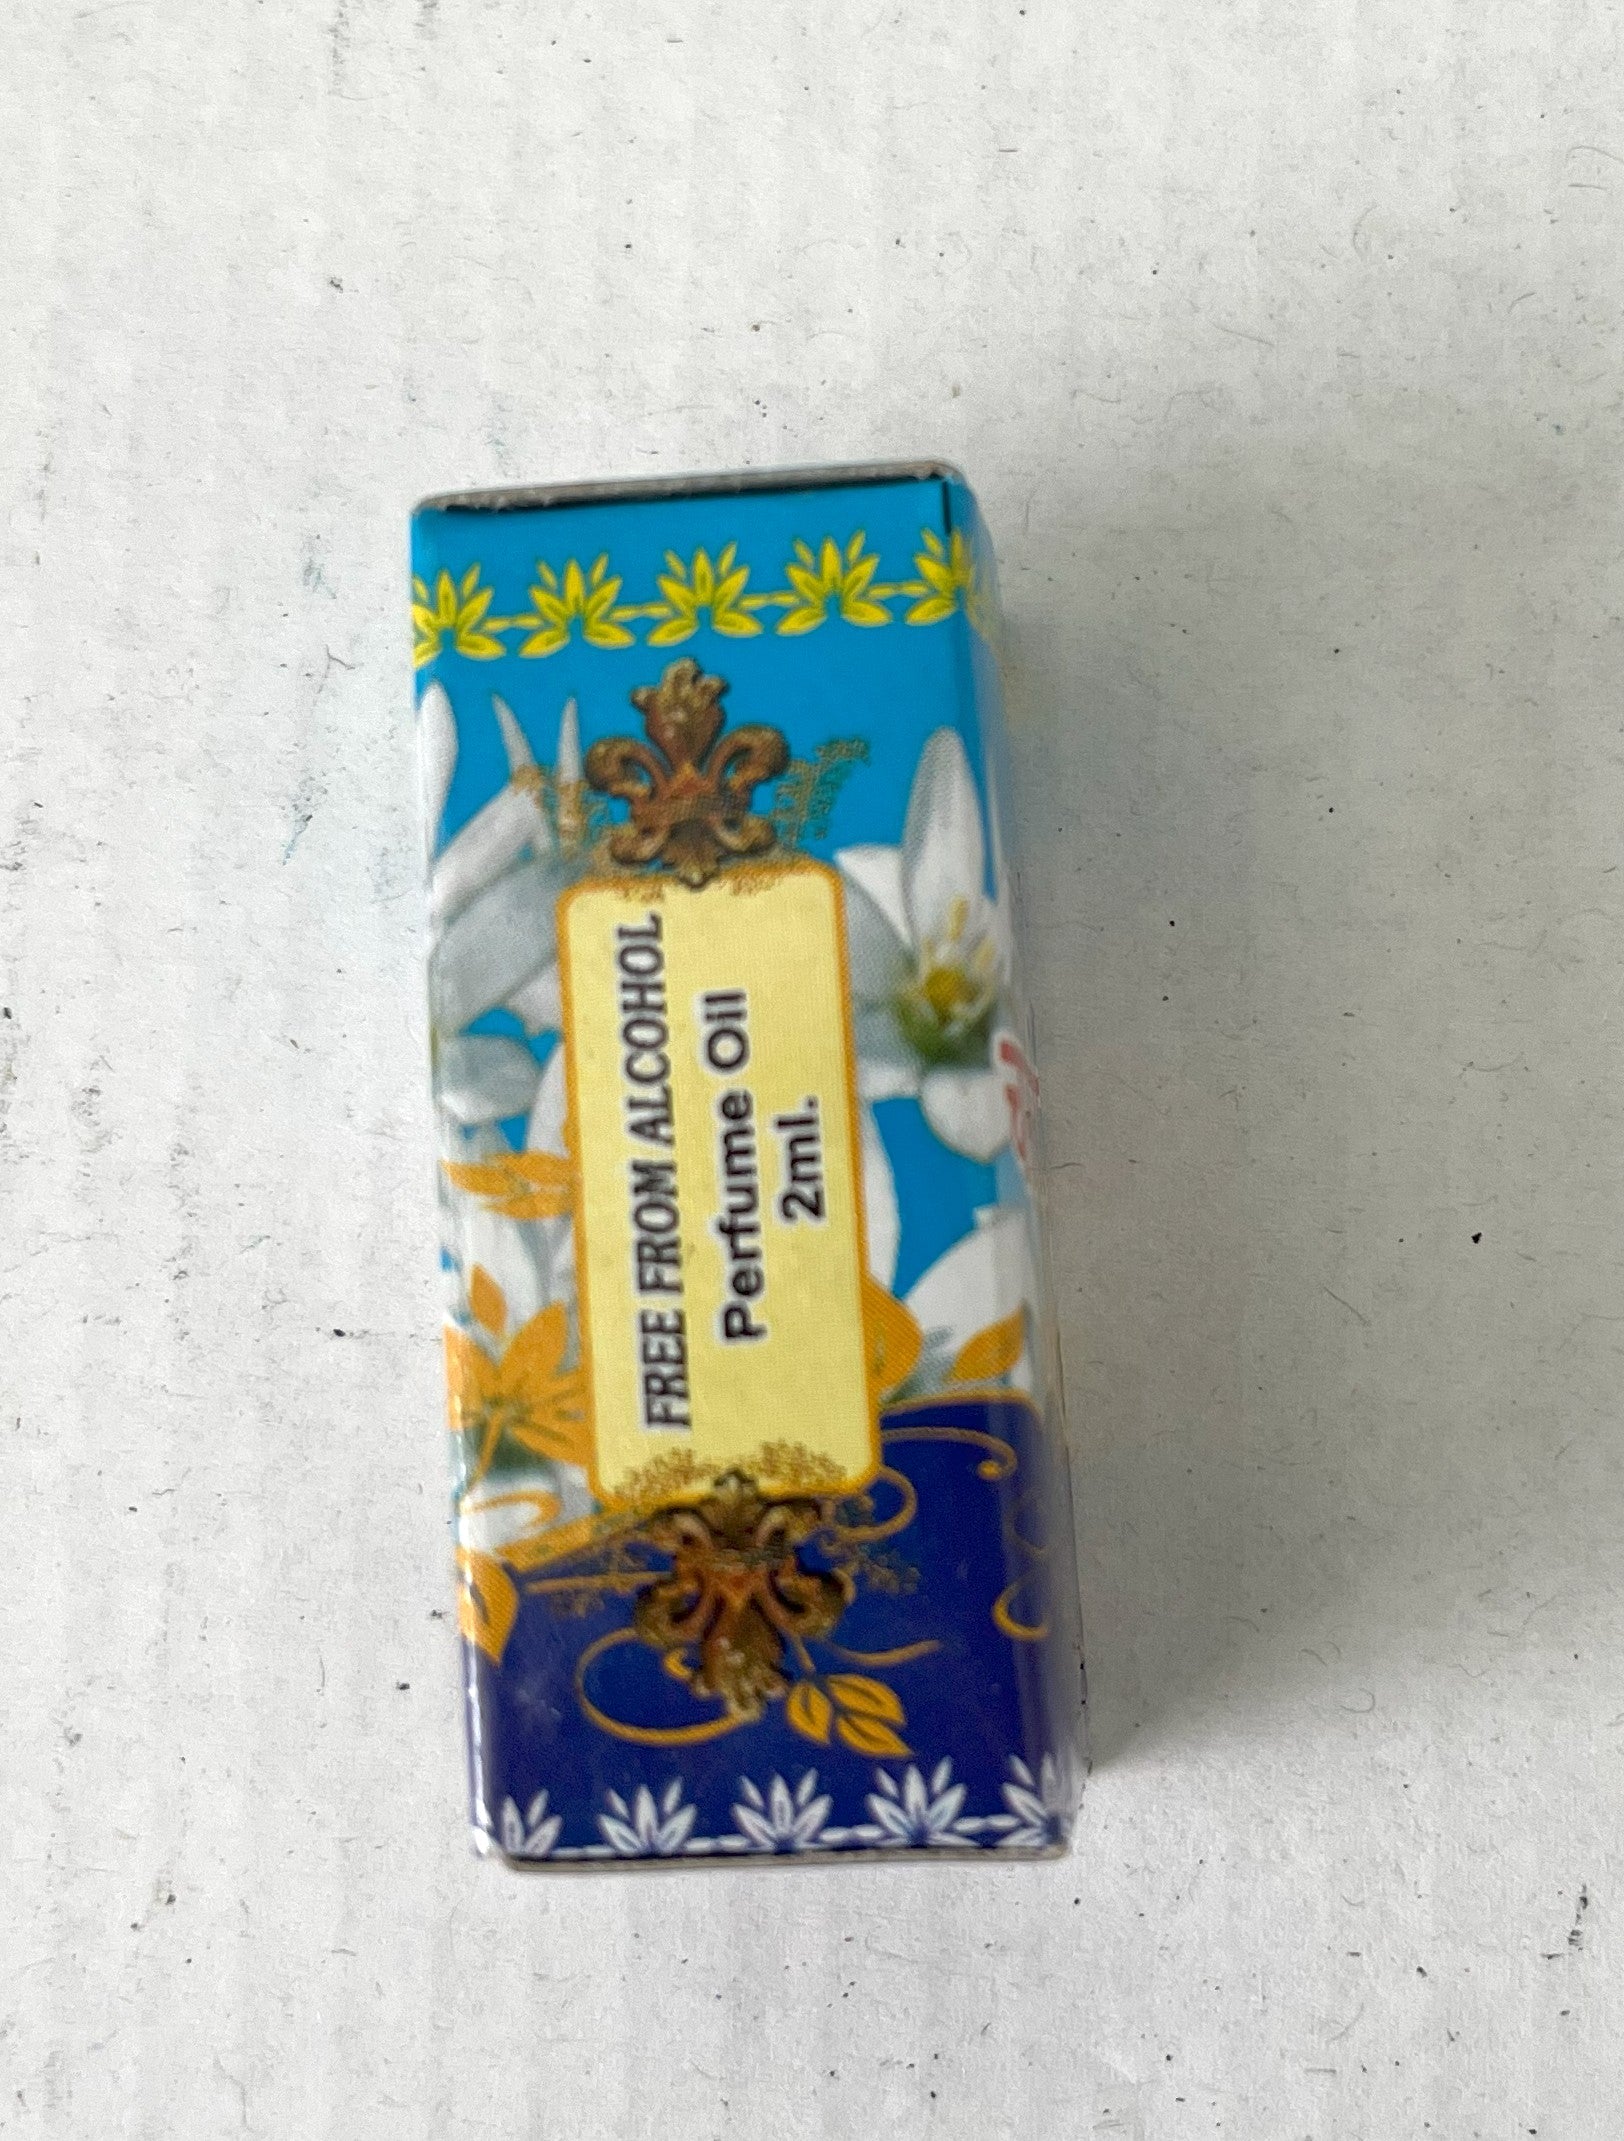 FREE FROM ALCOHOL
Perfume Oil
2ml.